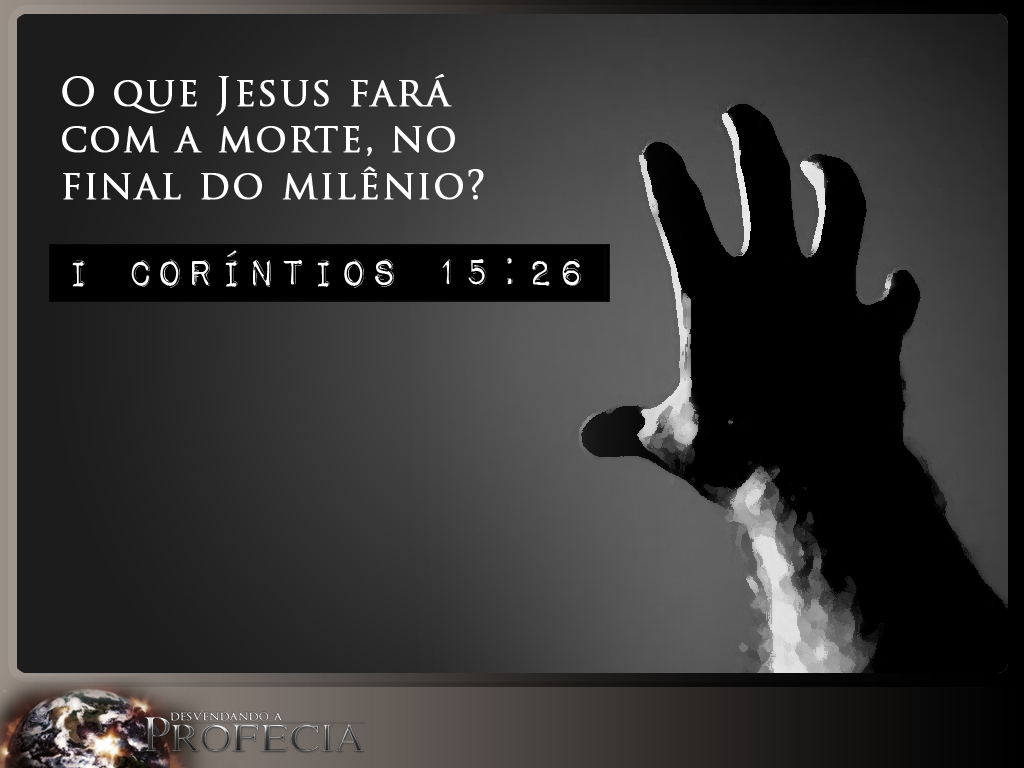 O que Jesus fará
com a morte, no
final do milênio?
I CORÍNTIOS 15:26
DESVENDANDO A
PROFECIA